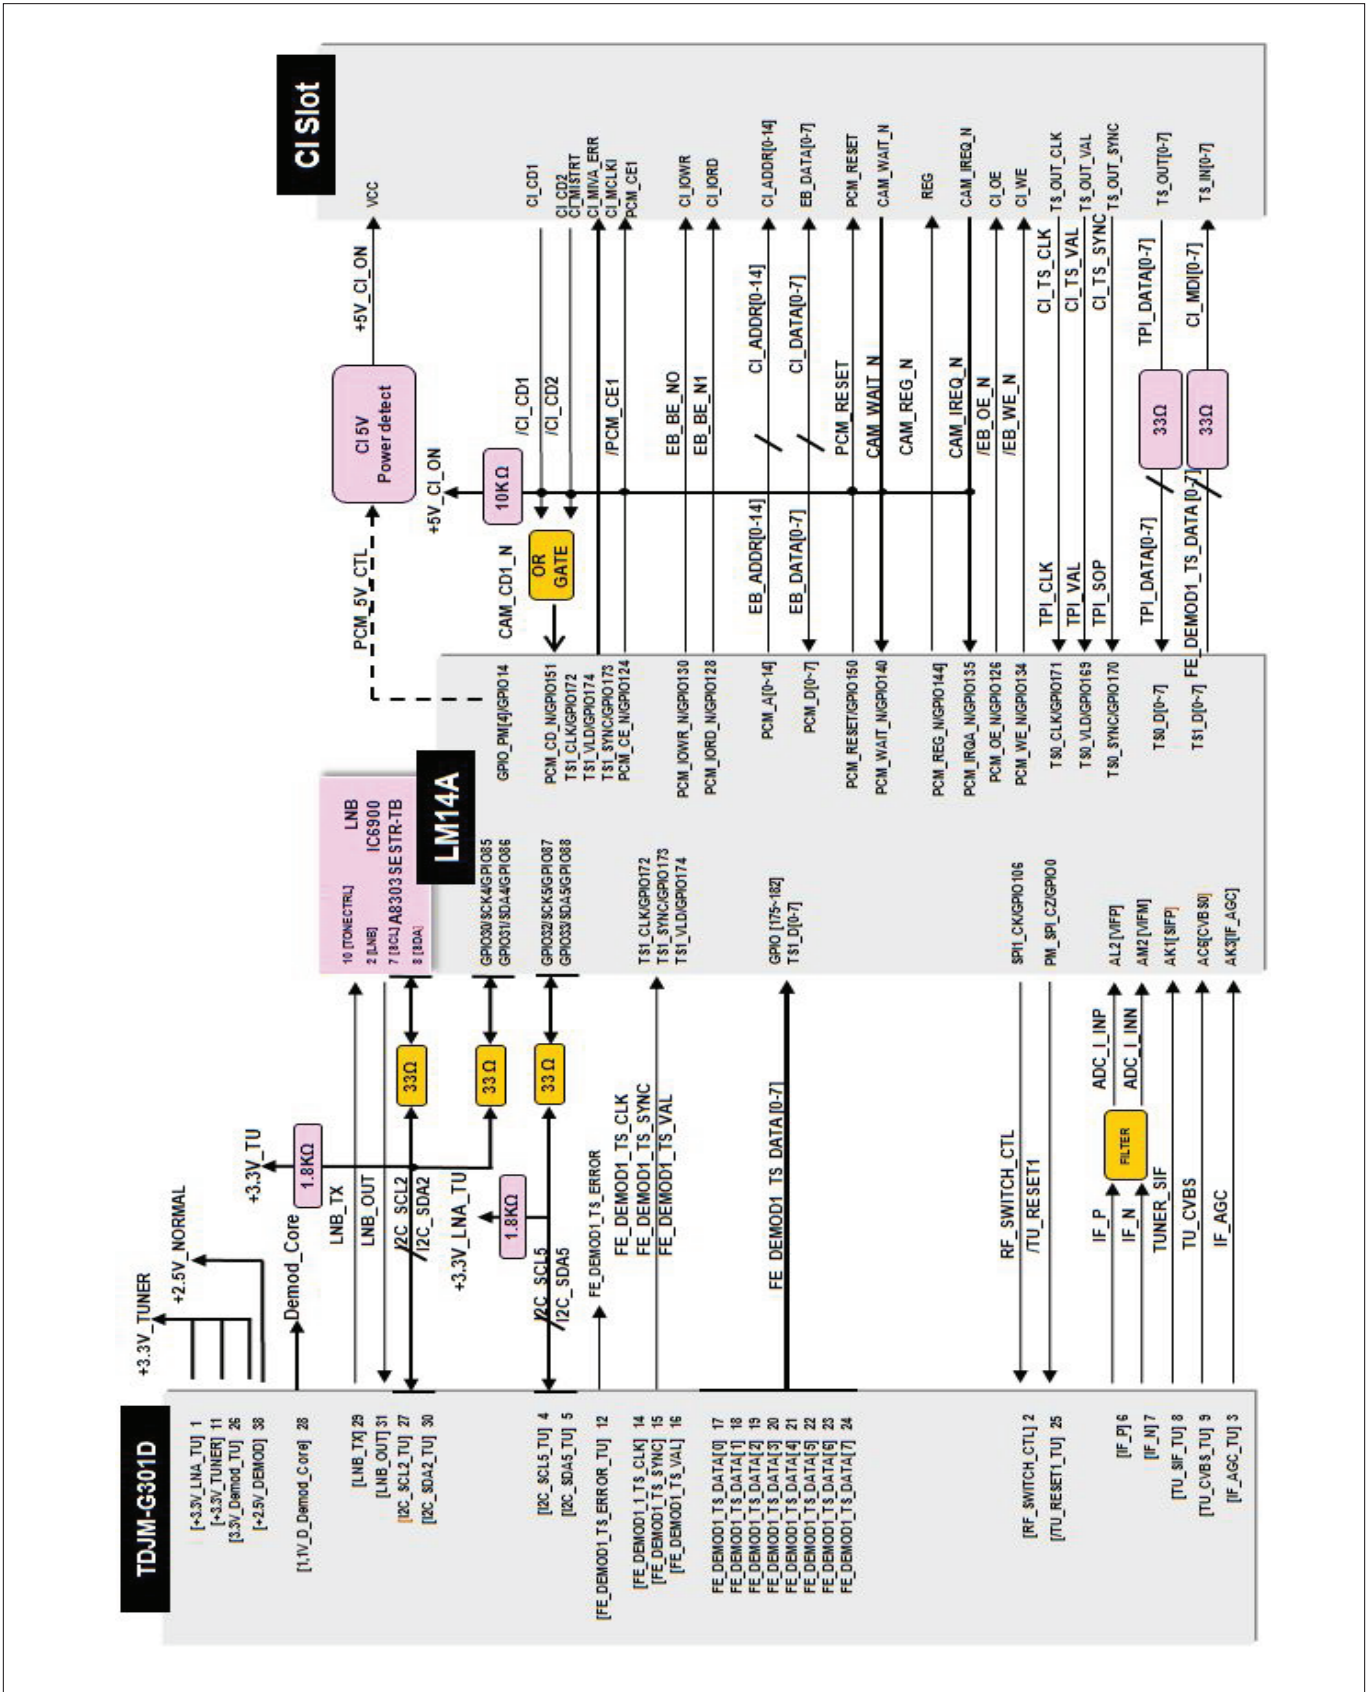 TDJM-G301D
[+3.3V_LNA_TU] 1
[+3.3V_TUNER] 11
[3.3V_Demod_TU] 26
[+2.5V_DEMOD] 38
[1,1V_D_Demod_Core] 28
[LNB_TX] 29
[LNB_OUT] 31
[I2C_SCL2_TU] 27
[I2C_SDA2_TU] 30
[I2C_SCL5_TU] 4
[I2C_SDA5_TU] 5
[FE_DEMOD1_TS_ERROR_TU] 12
[FE_DEMOD1 1_TS_CLK] 14
[FE_DEMOD1_TS_SYNC] 15
[FE_DEMOD1_TS_VAL] 16
FE_DEMOD1_TS_DATA[0] 17
FE_DEMOD1_TS_DATA[1] 18
FE_DEMOD1_TS_DATA[2] 19
FE_DEMOD1_TS_DATA[3] 20
FE_DEMOD1_TS_DATA[4] 21
FE_DEMOD1_TS_DATA[5] 22
FE_DEMOD1_TS_DATA[6] 23
FE_DEMOD1_TS_DATA[7] 24
[RF_SWITCH_CTL] 2
[/TU_RESET1_TU] 25
[IF_P] 6
[IF_N] 7
[TU_SIF_TU] 8
[TU_CVBS_TU] 9
[IF_AGC_TU] 3
+3.3V_TUNER
+2.5V_NORMAL
Demod_Core
+3.3V_TU
1.8KΩ
LNB_TX
LNB_OUT
I2C_SCL2
I2C_SDA2
33Ω
33 Ω
+3.3V_LNA_TU
1.8KΩ
I2C_SCL5
I2C_SDA5
33 Ω
FE_DEMOD1_TS_ERROR
FE_DEMOD1_TS_CLK
FE_DEMOD1_TS_SYNC
FE_DEMOD1_TS_VAL
FE_DEMOD1_TS_DATA[0-7]
RF_SWITCH_CTL
/TU_RESET1
IF_P
IF_N
FILTER
ADC_I_INP
ADC_I_INN
TUNER_SIF
TU_CVBS
IF_AGC
LNB
IC6900
A8303SESTR-TB
10 [TONECTRL]
2 [LNB]
7 [SCL]
8 [SDA]
LM14A
GPIO30/SCK4/GPIO85
GPIO31/SDA4/GPIO86
GPIO32/SCK5/GPIO87
GPIO33/SDA5/GPIO88
TS1_CLK/GPIO172
TS1_SYNC/GPIO173
TS1_VLD/GPIO174
GPIO [175~182]
TS1_D[0-7]
SPI1_CK/GPIO106
PM_SPI_CZ/GPIO0
AL2 [VIFP]
AM2 [VIFM]
AK1[SIFP]
AC6[CVBS0]
AK3[IF_AGC]
GPIO_PM[4]/GPIO14
PCM_CD_N/GPIO151
TS1_CLK/GPIO172
TS1_VLD/GPIO174
TS1_SYNC/GPIO173
PCM_CE_N/GPIO124
PCM_IOWR_N/GPIO130
PCM_IORD_N/GPIO128
PCM_A[0~14]
PCM_D[0~7]
PCM_RESET/GPIO150
PCM_WAIT_N/GPIO140
PCM_REG_N/GPIO144]
PCM_IRQA_N/GPIO135
PCM_OE_N/GPIO126
PCM_WE_N/GPIO134
TS0_CLK/GPIO171
TS0_VLD/GPIO169
TS0_SYNC/GPIO170
TS0_D[0~7]
TS1_D[0~7]
PCM_5V_CTL
CI 5V
Power detect
+5V_CI_ON
+5V_CI_ON
10K Ω
CAM_CD1_N
OR
GATE
/CI_CD1
/CI_CD2
/PCM_CE1
EB_BE_NO
EB_BE_N1
EB_ADDR[0-14]
CI_ADDR[0-14]
EB_DATA[0-7]
CI_DATA[0-7]
PCM_RESET
CAM_WAIT_N
CAM_REG_N
CAM_IREQ_N
/EB_OE_N
/EB_WE_N
TPI_CLK
CI_TS_CLK
TPI_VAL
CI_TS_VAL
TPI_SOP
CI_TS_SYNC
TPI_DATA[0-7]
33Ω
TPI_DATA[0-7]
FE_DEMOD1_TS_DATA [0-7]
33Ω
CI_MDI[0-7]
CI Slot
VCC
CI_CD1
CI_CD2
CI_MISTRT
CI_MIVA_ERR
CI_MCLKI
PCM_CE1
CI_IOWR
CI_IORD
CI_ADDR[0-14]
EB_DATA[0-7]
PCM_RESET
CAM_WAIT_N
REG
CAM_IREQ_N
CI_OE
CI_WE
TS_OUT_CLK
TS_OUT_VAL
TS_OUT_SYNC
TS_OUT[0-7]
TS_IN[0-7]